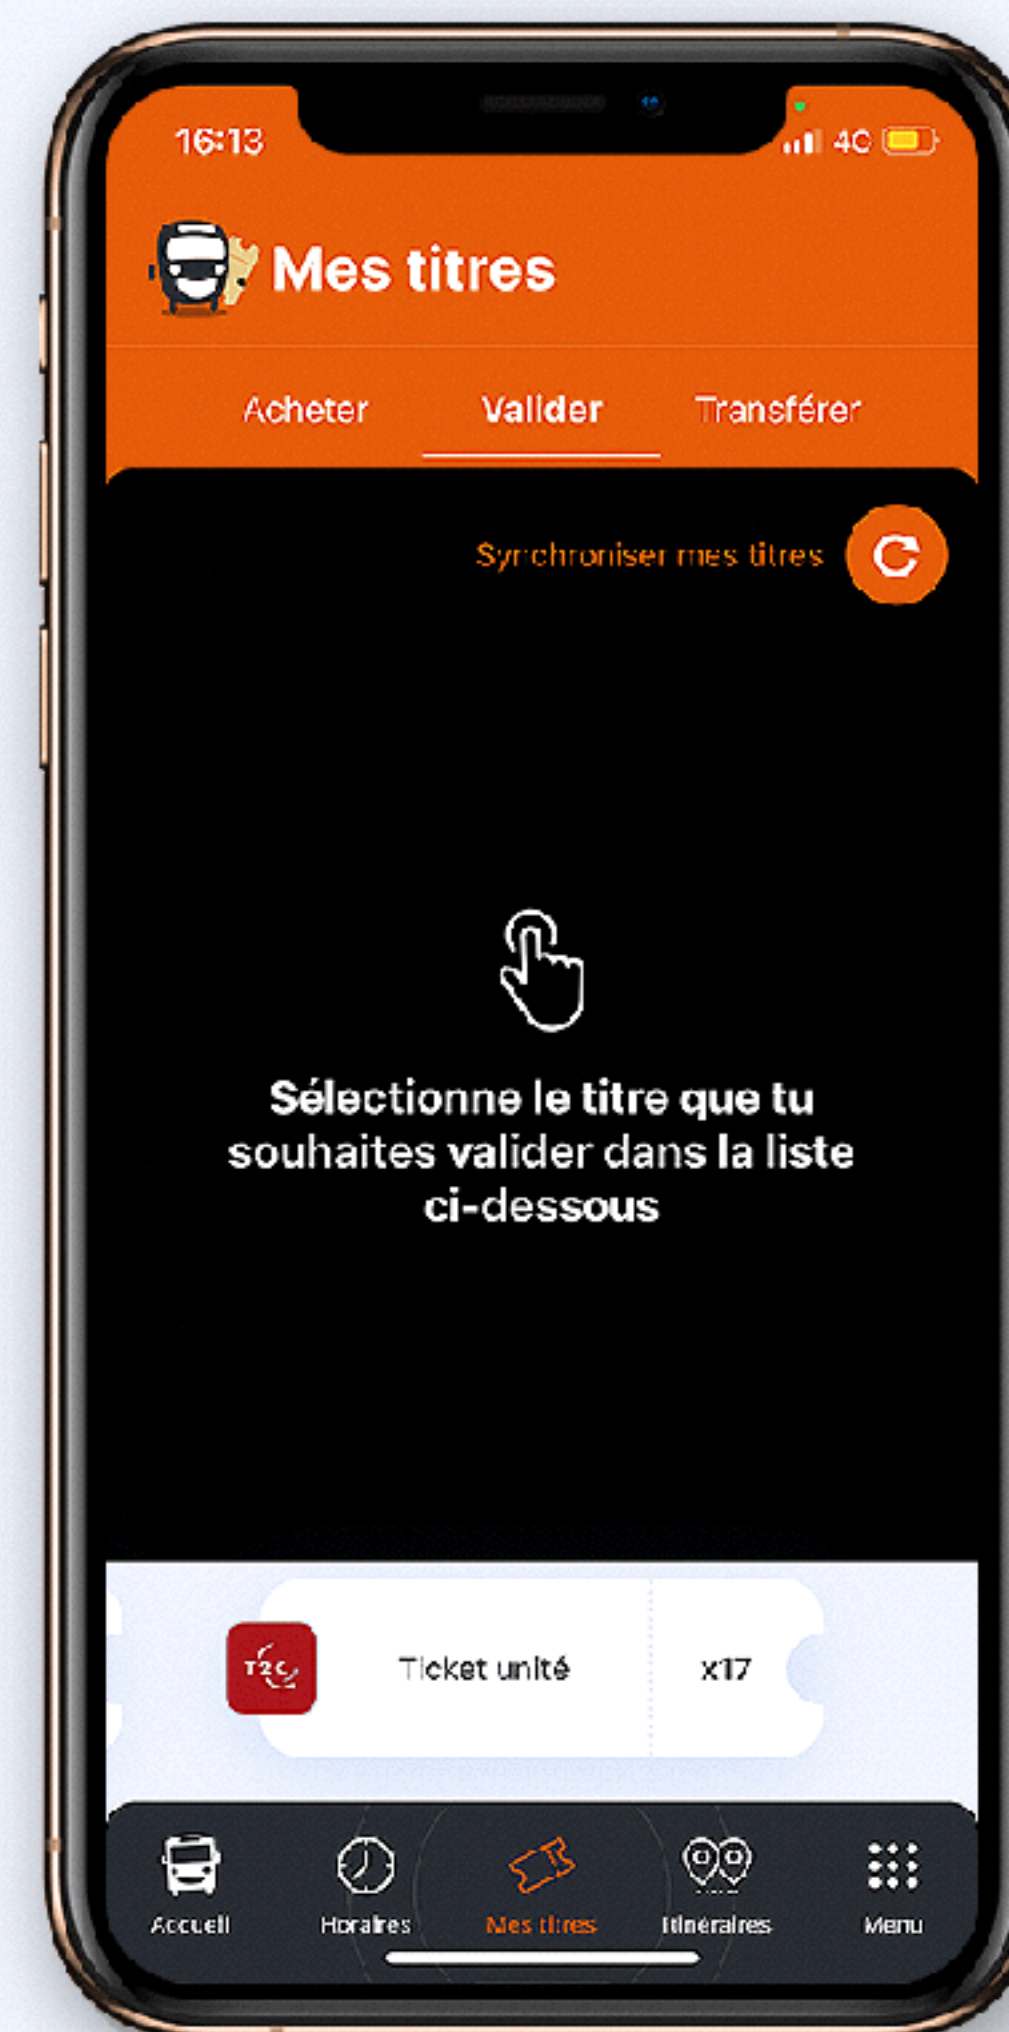 16:13
4G
Mes titres
Acheter Valider Transférer
Synchroniser mes titres
Sélectionne le titre que tu
souhaites valider dans la liste
ci-dessous
T2C
Ticket unité x17
Accueil Horaires Mes titres Itinéraires Menu